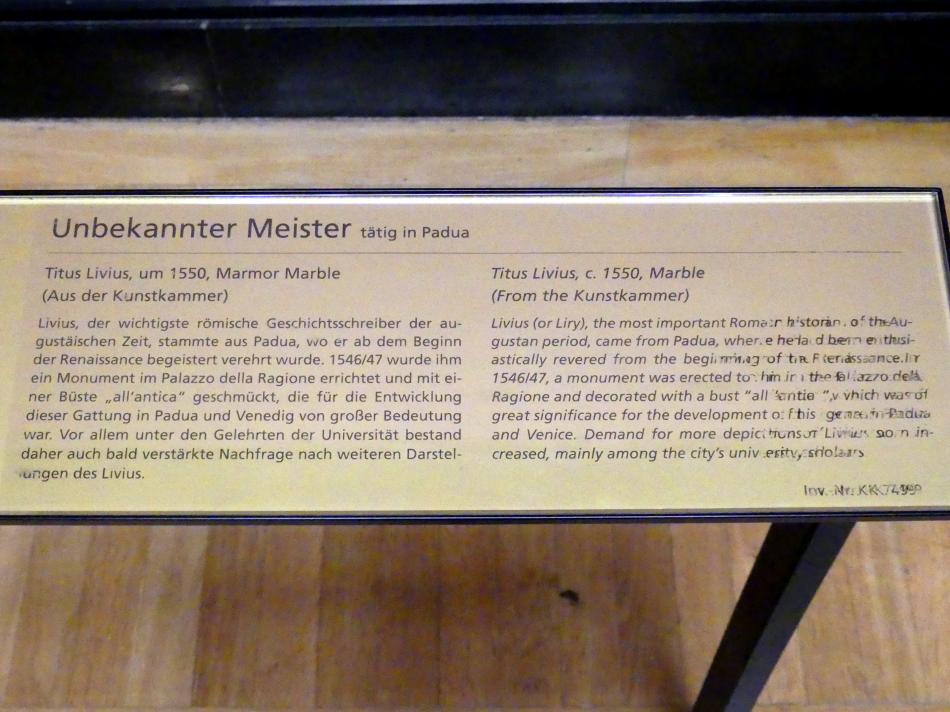 Unbekannter Meister tätig in Padua
Titus Livius, um 1550, Marmor Marble
(Aus der Kunstkammer)
Livius, der wichtigste römische Geschichtsschreiber der au-
gustäischen Zeit, stammte aus Padua, wo er ab dem Beginn
der Renaissance begeistert verehrt wurde. 1546/47 wurde ihm
ein Monument im Palazzo della Ragione errichtet und mit ei-
ner Büste „all'antica“ geschmückt, die für die Entwicklung
dieser Gattung in Padua und Venedig von großer Bedeutung
war. Vor allem unter den Gelehrten der Universität bestand
daher auch bald verstärkte Nachfrage nach weiteren Darstel-
lungen des Livius.
Titus Livius, c. 1550, Marble
(From the Kunstkammer)
Livius (or Liry), the most important Roman historian of the Au-
gustan period, came from Padua, where he had been enthusi-
astically revered from the beginning of the Renaissance. In
1546/47, a monument was erected to him in the Palazzo della
Ragione and decorated with a bust "all 'antica", which was of
great significance for the development of this genre in Padua
and Venice. Demand for more depictions of Livius soon in-
creased, mainly among the city's university scholars
Inv.-Nr. KK 7499